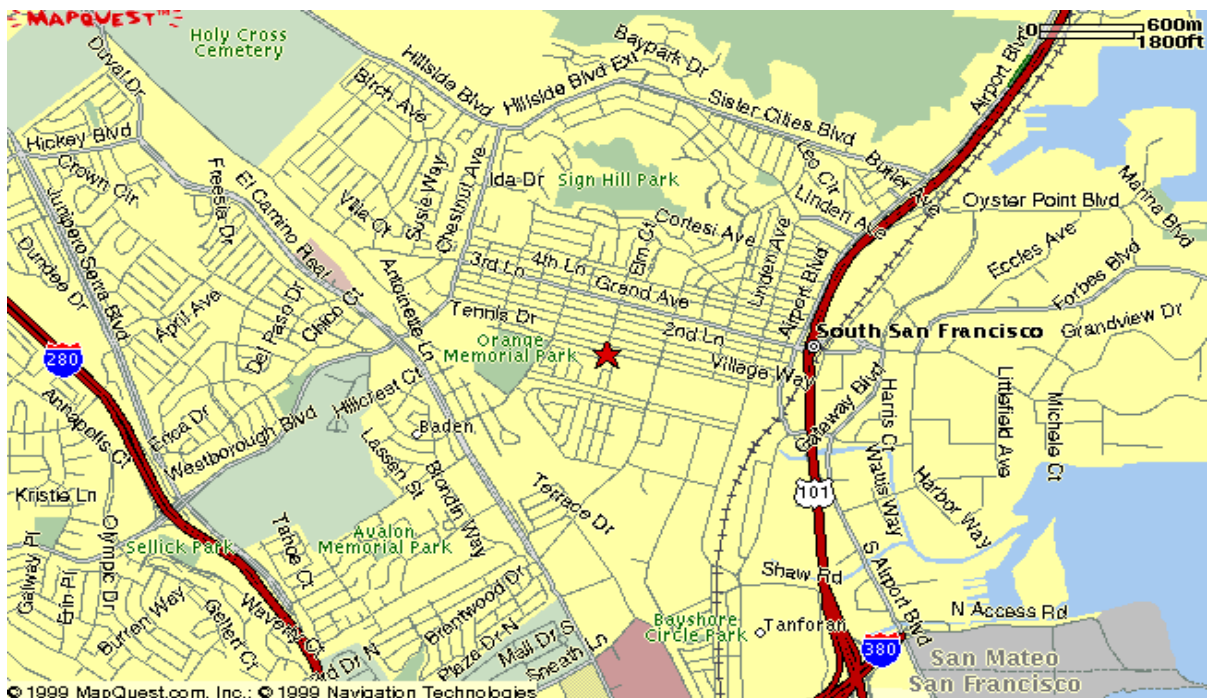 MAPQUEST™
0 600m
1800ft
Holy Cross
Cemetery
Duval Dr
Hillside Blvd
Hillside Blvd Ext
Baypark Dr
Airport Blvd
Birch Ave
Sister Cities Blvd
Hickey Blvd
Crown Cir
Junipero Serra Blvd
Freesia Dr
El Camino Real
Villa Ct
Susie Way
Chestnut Ave
Ida Dr
Sign Hill Park
Leo Cir
Butler Ave
Linden Ave
Oyster Point Blvd
Marina Blvd
Dundee Dr
Cortesi Ave
Elm Ct
Linden Ave
Eccles Ave
Forbes Blvd
Antoinette Ln
3rd Ln
4th Ln
Grand Ave
Airport Blvd
April Ave
Del Paso Dr
Chico Ct
Tennis Dr
2nd Ln
South San Francisco
Grandview Dr
280
Orange
Memorial Park
Village Way
Annapolis Ct
Hillcrest Ct
Gateway Blvd
Harris Ct
Littlefield Ave
Michele Ct
Erica Dr
Westborough Blvd
Baden
Lassen St
Blondin Way
Wattis Way
Harbor Way
101
Kristie Ln
Olympic Dr
Terrace Dr
Galway Pl
Erin Pl
Sellick Park
Tahoe Ct
Avalon
Memorial Park
Shaw Rd
S Airport Blvd
N Access Rd
Burren Way
Gellert Ct
Waverly Ct
Brentwood Dr
Plaza Dr N
Mall Dr S
Sneath Ln
Bayshore
Circle Park
Tanforan
380
San Mateo
San Francisco
© 1999 MapQuest.com, Inc.; © 1999 Navigation Technologies